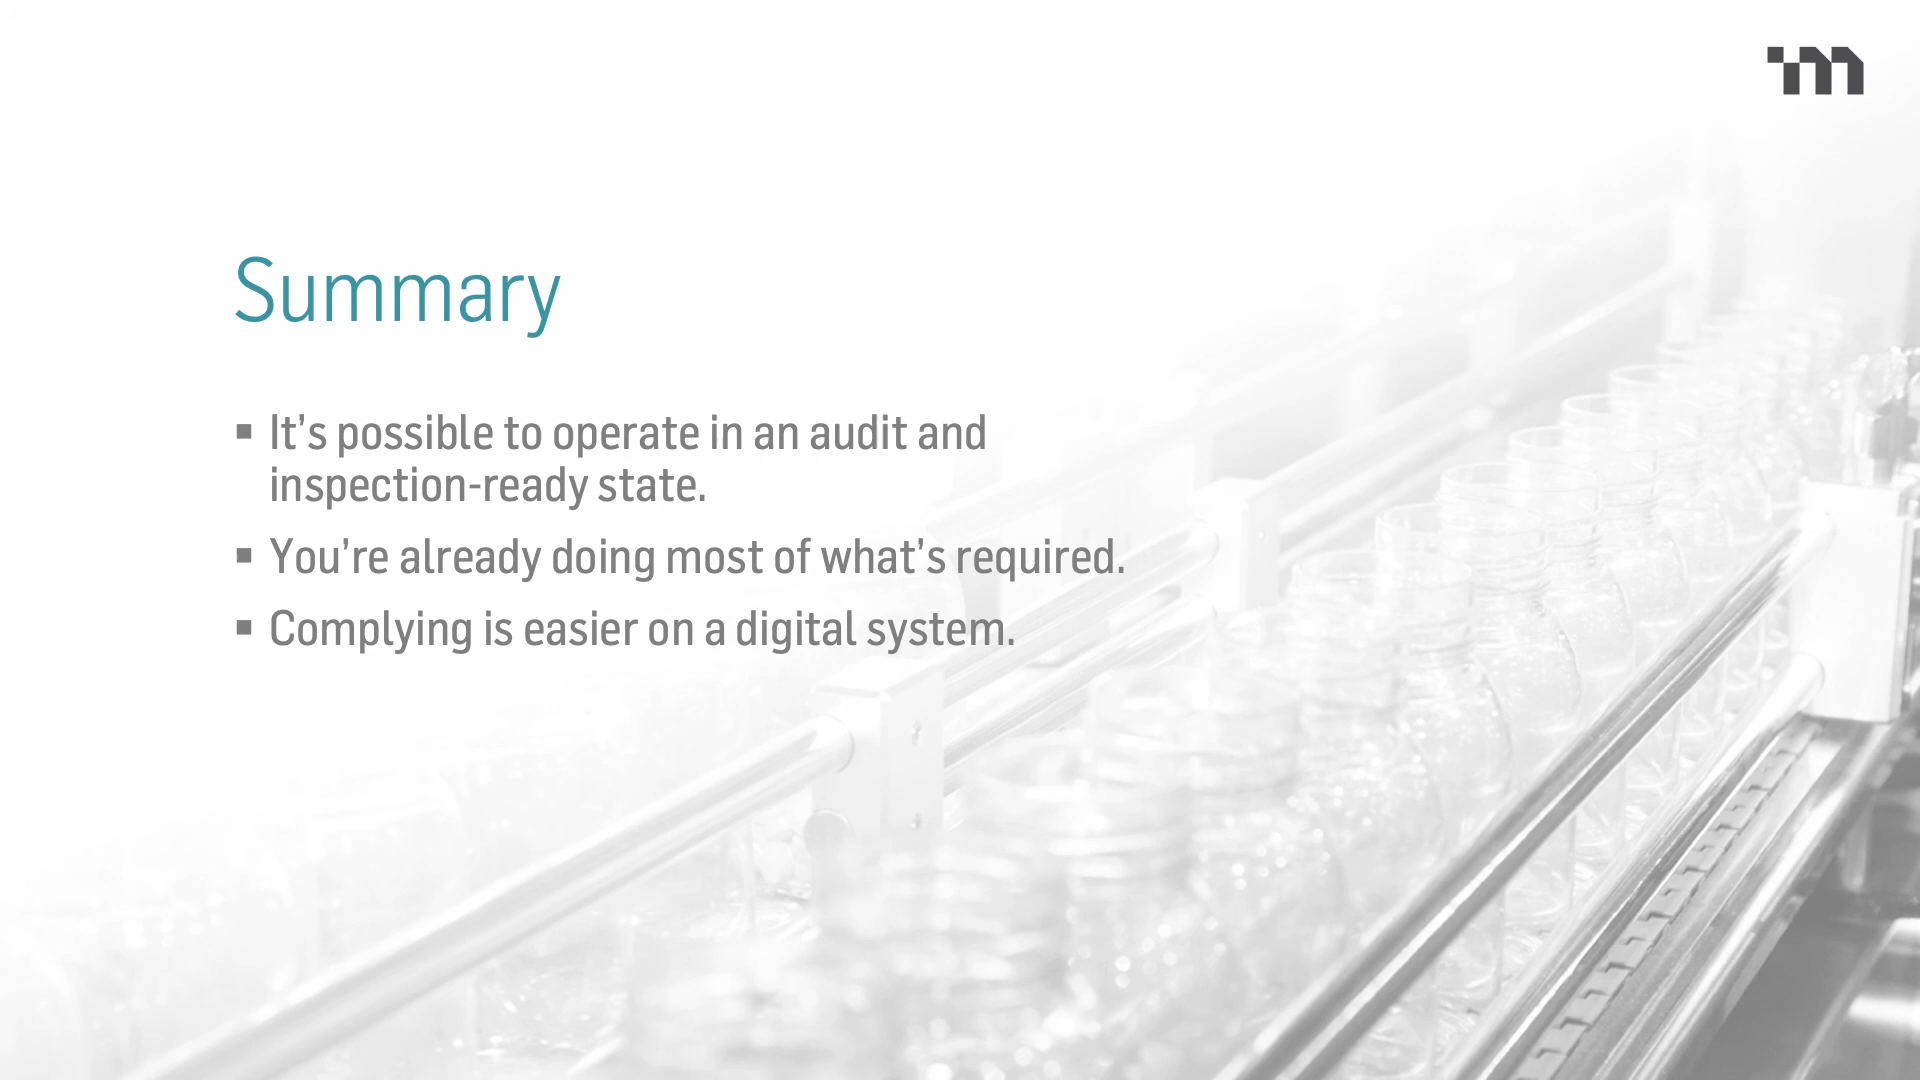 Summary
▪ It’s possible to operate in an audit and
inspection-ready state.
▪ You’re already doing most of what’s required.
▪ Complying is easier on a digital system.